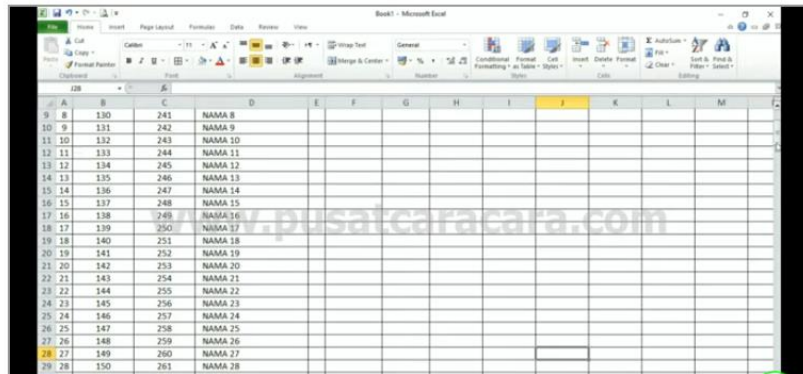 Book1 - Microsoft Excel
File Home Insert Page Layout Formulas Data Review View
Cut
Copy
Format Painter
Paste
Clipboard
Calibri 11
B I U
Font
Wrap Text
Merge & Center
Alignment
General
Number
Conditional Formatting
Format as Table
Cell Styles
Styles
Insert Delete Format
Cells
AutoSum
Fill
Clear
Sort & Filter
Find & Select
Editing
J28
A B C D E F G H I J K L M
9 8 130 241 NAMA 8
10 9 131 242 NAMA 9
11 10 132 243 NAMA 10
12 11 133 244 NAMA 11
13 12 134 245 NAMA 12
14 13 135 246 NAMA 13
15 14 136 247 NAMA 14
16 15 137 248 NAMA 15
17 16 138 249 NAMA 16
18 17 139 250 NAMA 17
19 18 140 251 NAMA 18
20 19 141 252 NAMA 19
21 20 142 253 NAMA 20
22 21 143 254 NAMA 21
23 22 144 255 NAMA 22
24 23 145 256 NAMA 23
25 24 146 257 NAMA 24
26 25 147 258 NAMA 25
27 26 148 259 NAMA 26
28 27 149 260 NAMA 27
29 28 150 261 NAMA 28
www.pusatcaracara.com